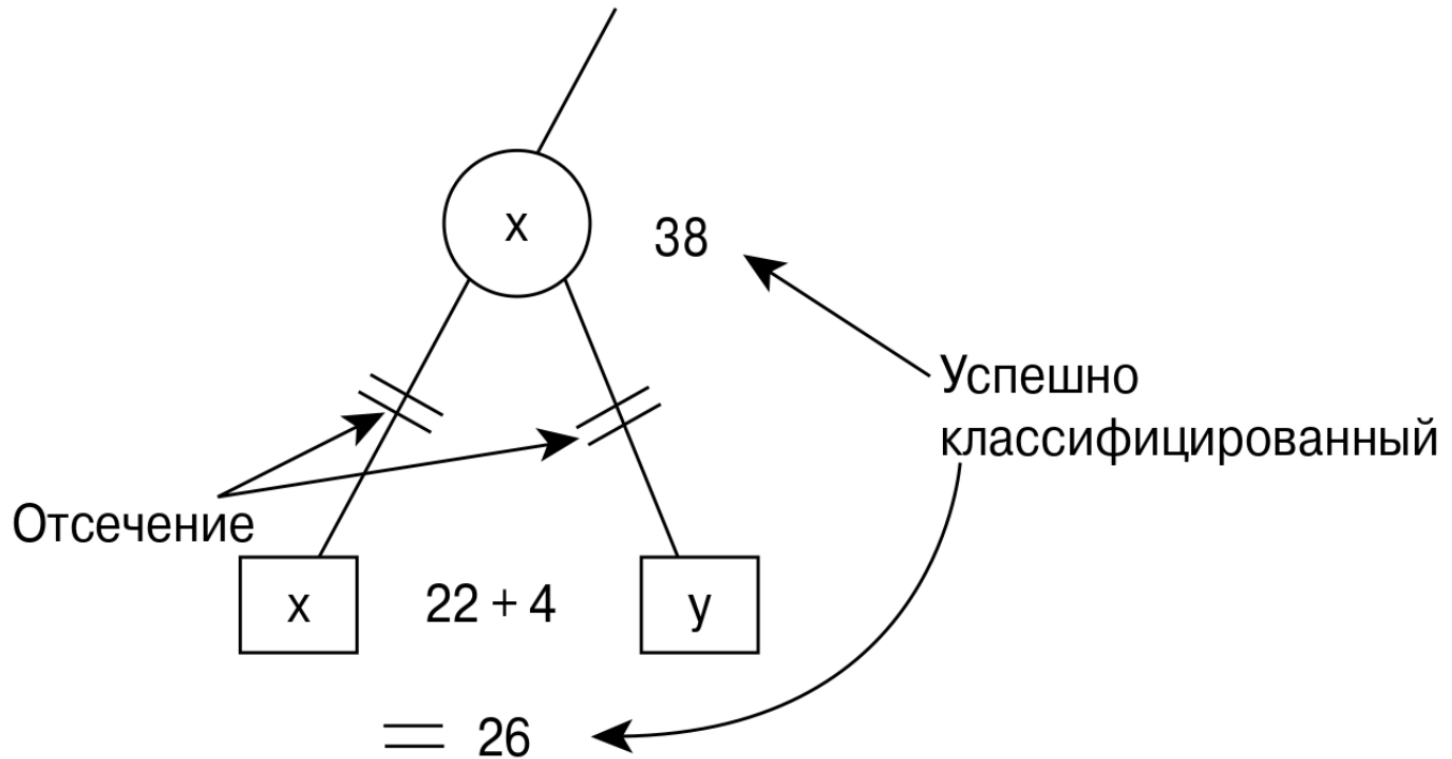 x
38
Успешно
классифицированный
Отсечение
x
22 + 4
y
= 26